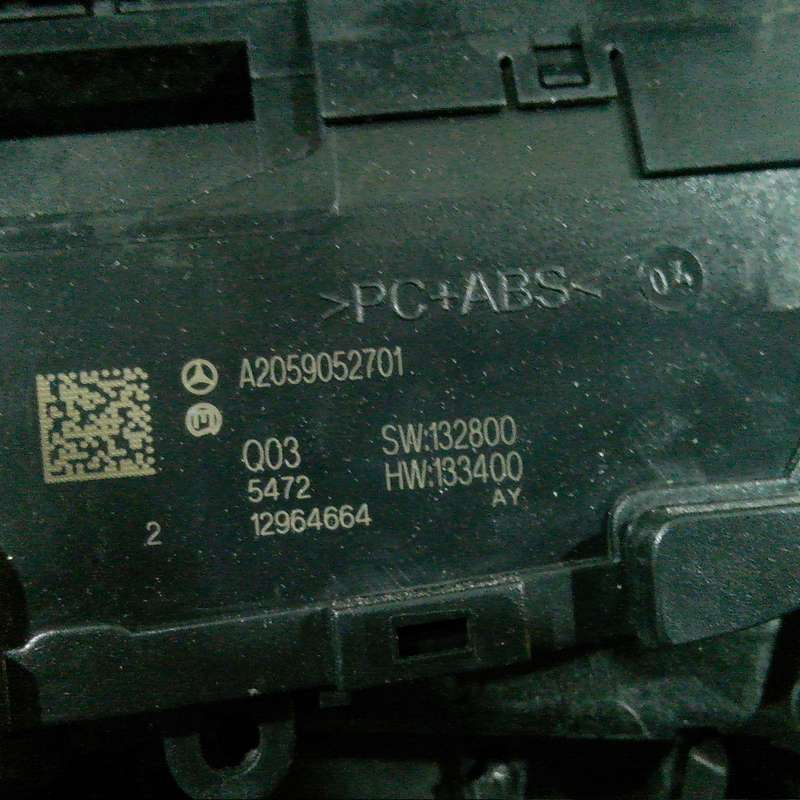 >PC+ABS<
04
A2059052701
Q03 SW:132800
5472 HW:133400
AY
2 12964664